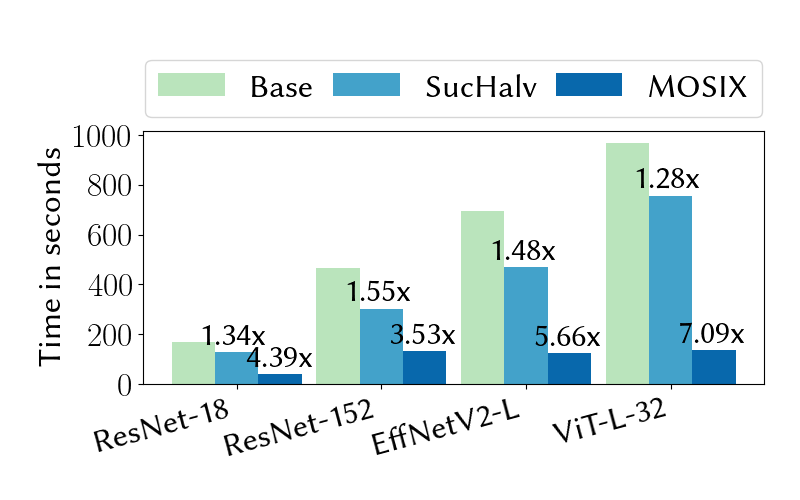 Base SucHalv MOSIX
Time in seconds
1000
800
600
400
200
0
1.34x
4.39x
1.55x
3.53x
1.48x
5.66x
1.28x
7.09x
ResNet-18
ResNet-152
EffNetV2-L
ViT-L-32